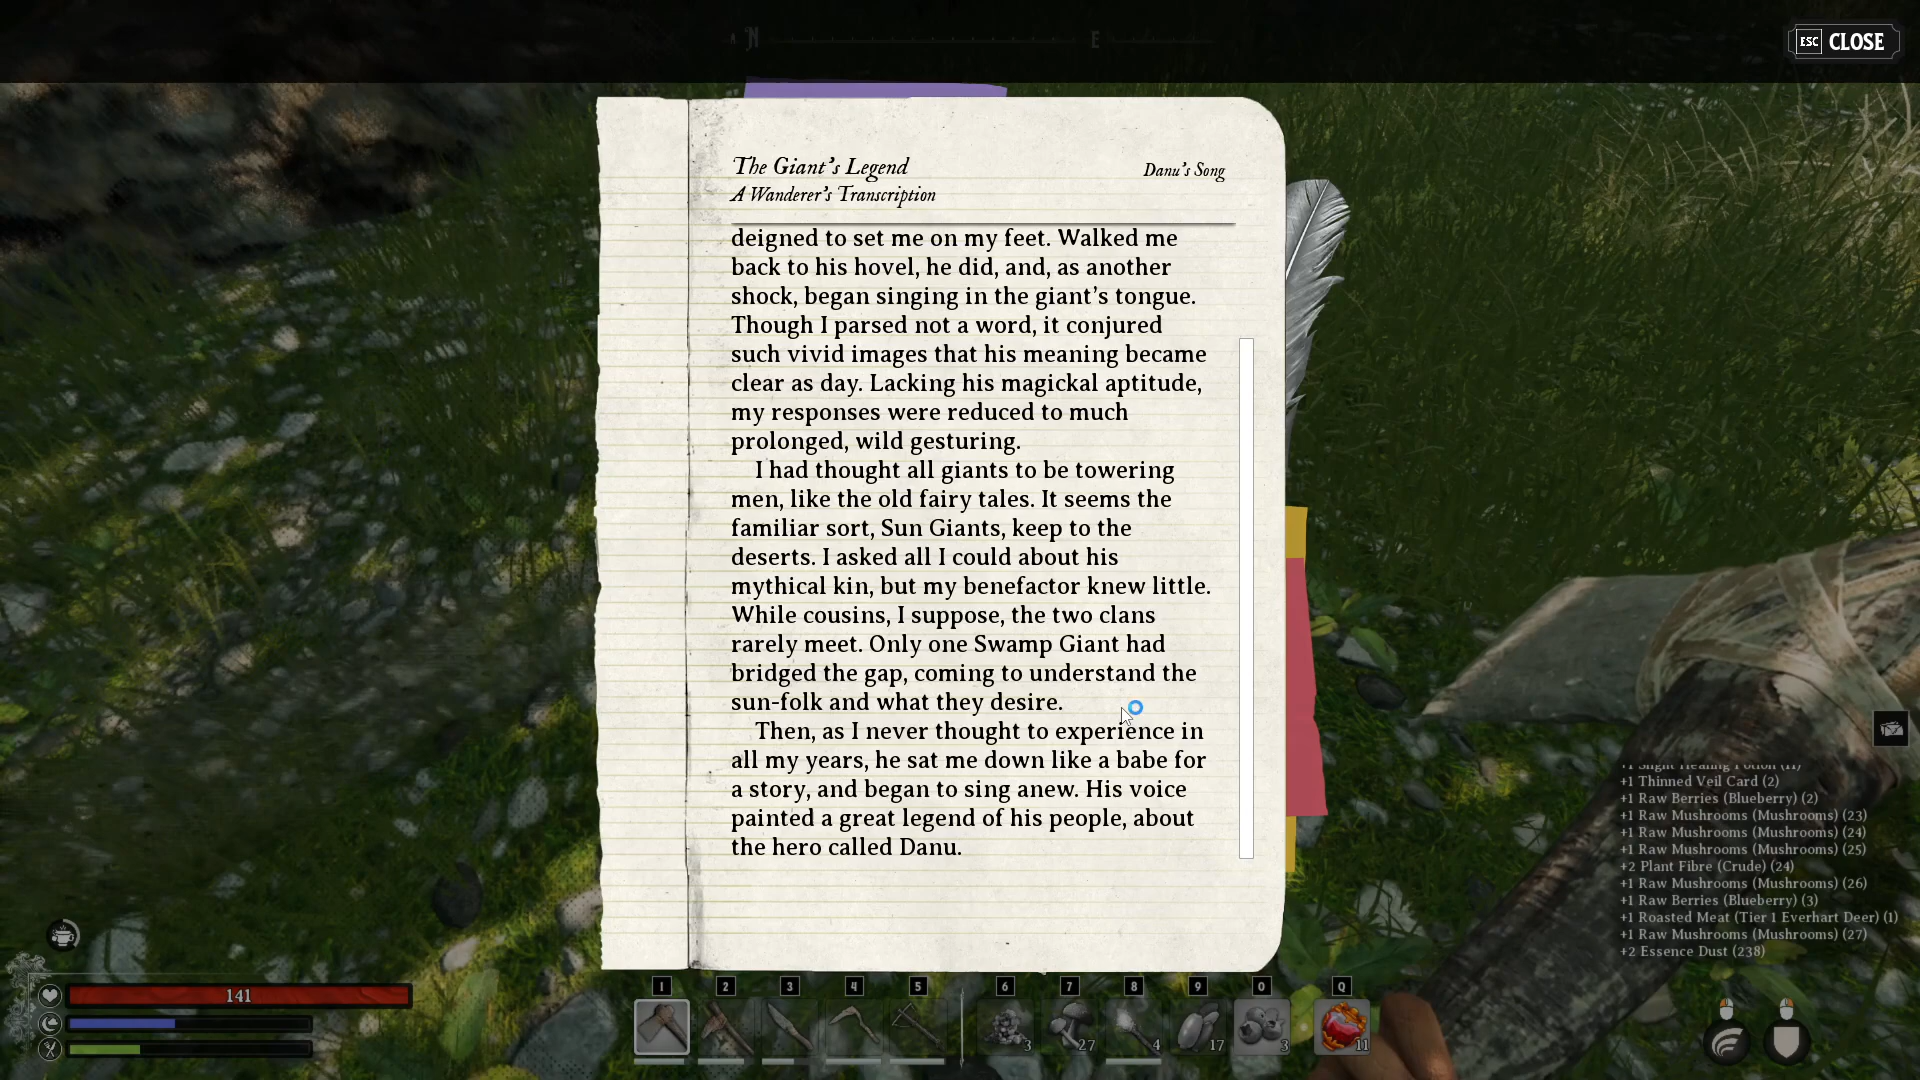 N
E
ESC CLOSE
The Giant's Legend
Danu's Song
A Wanderer's Transcription
deigned to set me on my feet. Walked me
back to his hovel, he did, and, as another
shock, began singing in the giant's tongue.
Though I parsed not a word, it conjured
such vivid images that his meaning became
clear as day. Lacking his magickal aptitude,
my responses were reduced to much
prolonged, wild gesturing.
I had thought all giants to be towering
men, like the old fairy tales. It seems the
familiar sort, Sun Giants, keep to the
deserts. I asked all I could about his
mythical kin, but my benefactor knew little.
While cousins, I suppose, the two clans
rarely meet. Only one Swamp Giant had
bridged the gap, coming to understand the
sun-folk and what they desire.
Then, as I never thought to experience in
all my years, he sat me down like a babe for
a story, and began to sing anew. His voice
painted a great legend of his people, about
the hero called Danu.
+1 Slight Healing Potion (11)
+1 Thinned Veil Card (2)
+1 Raw Berries (Blueberry) (2)
+1 Raw Mushrooms (Mushrooms) (23)
+1 Raw Mushrooms (Mushrooms) (24)
+1 Raw Mushrooms (Mushrooms) (25)
+2 Plant Fibre (Crude) (24)
+1 Raw Mushrooms (Mushrooms) (26)
+1 Raw Berries (Blueberry) (3)
+1 Roasted Meat (Tier 1 Everhart Deer) (1)
+1 Raw Mushrooms (Mushrooms) (27)
+2 Essence Dust (238)
141
1 2 3 4 5 6 7 8 9 0 Q
3 27 4 17 3 11